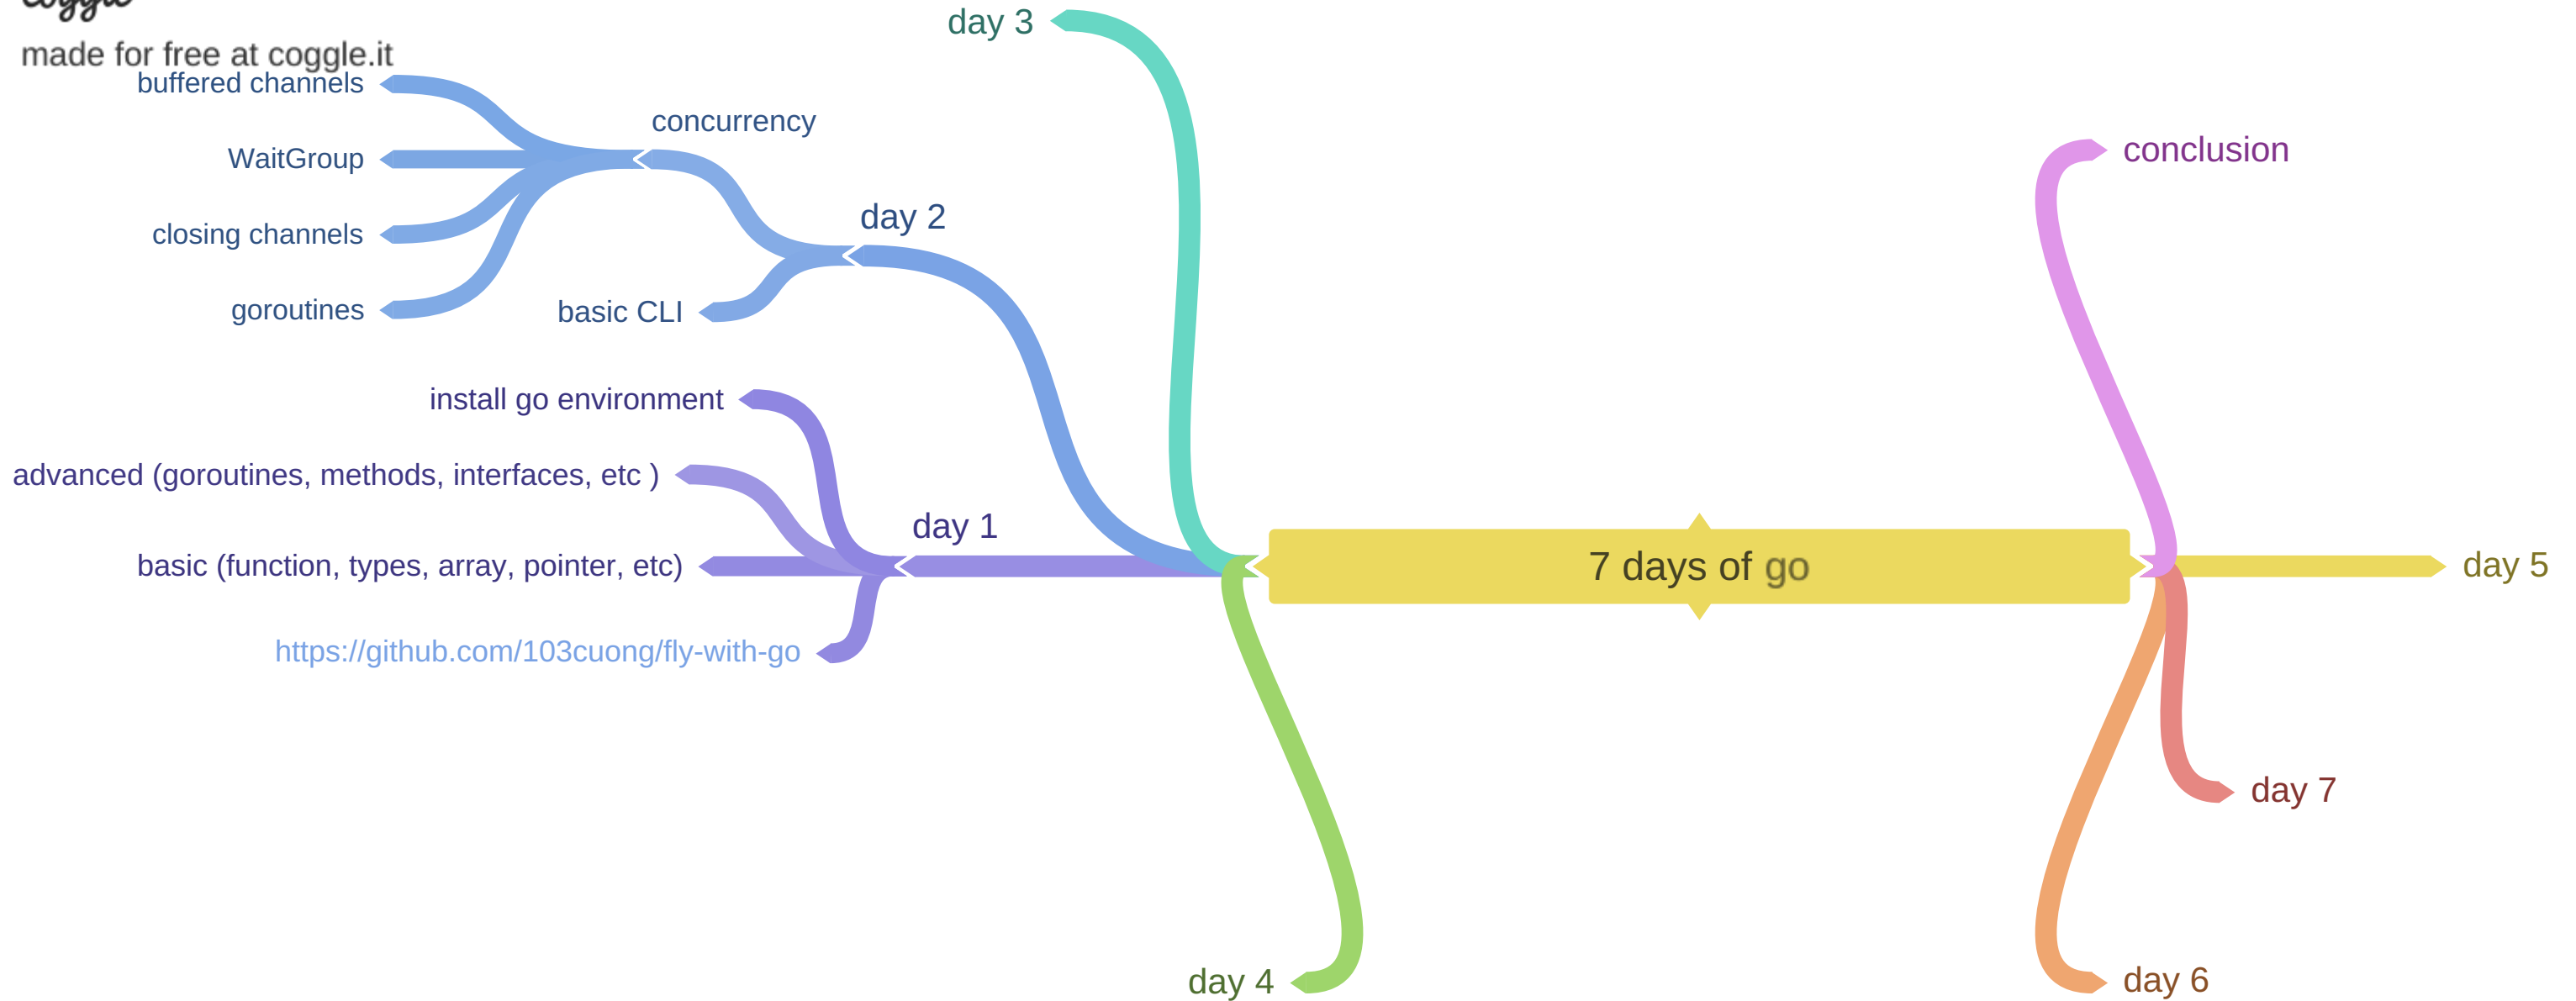 made for free at coggle.it
buffered channels
WaitGroup
closing channels
goroutines
concurrency
basic CLI
day 2
day 3
install go environment
advanced (goroutines, methods, interfaces, etc )
basic (function, types, array, pointer, etc)
https://github.com/103cuong/fly-with-go
day 1
day 4
7 days of go
conclusion
day 5
day 7
day 6